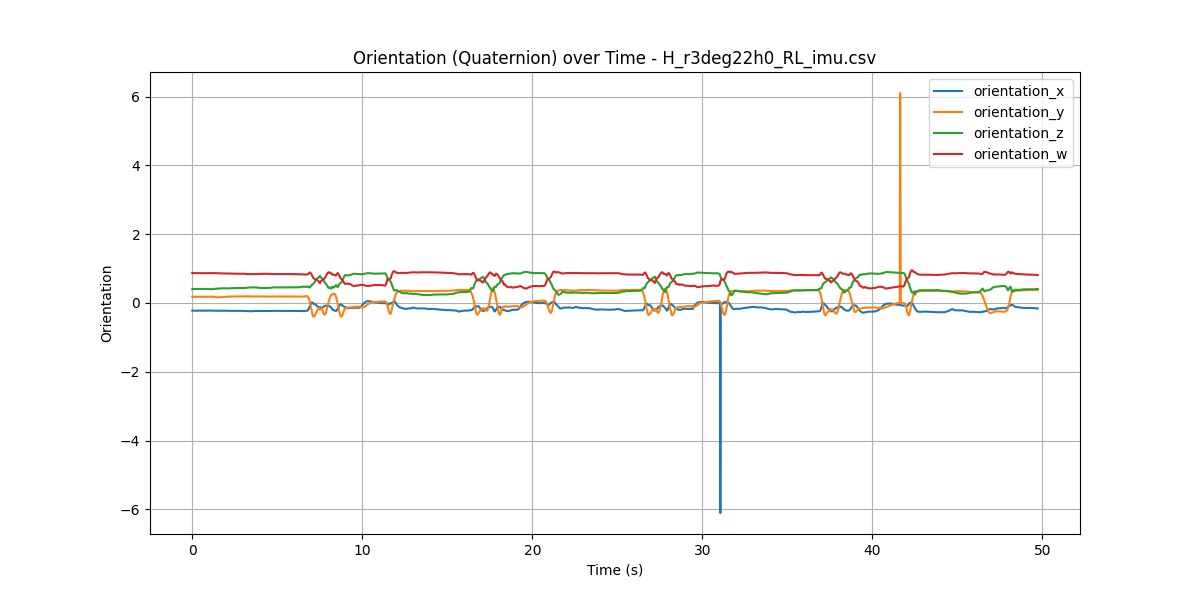 Orientation (Quaternion) over Time - H_r3deg22h0_RL_imu.csv
orientation_x
orientation_y
orientation_z
orientation_w
Orientation
6
4
2
0
−2
−4
−6
0 10 20 30 40 50
Time (s)